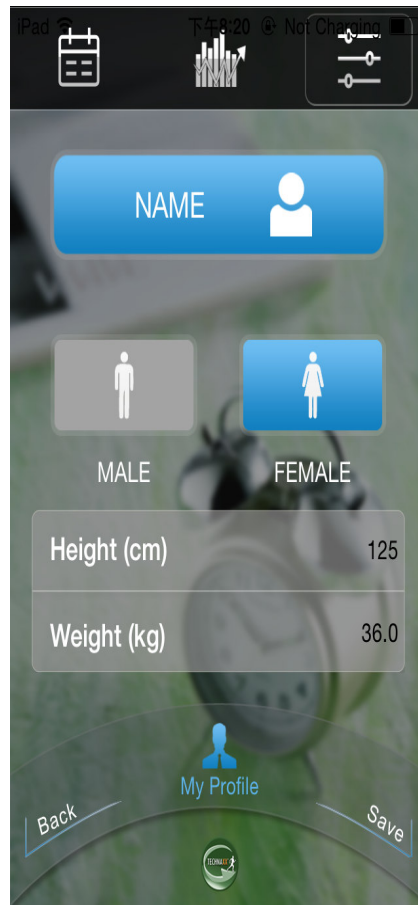 iPad 下午8:20 Not Charging
NAME
MALE FEMALE
Height (cm) 125
Weight (kg) 36.0
My Profile
Back Save
TECHNAXX